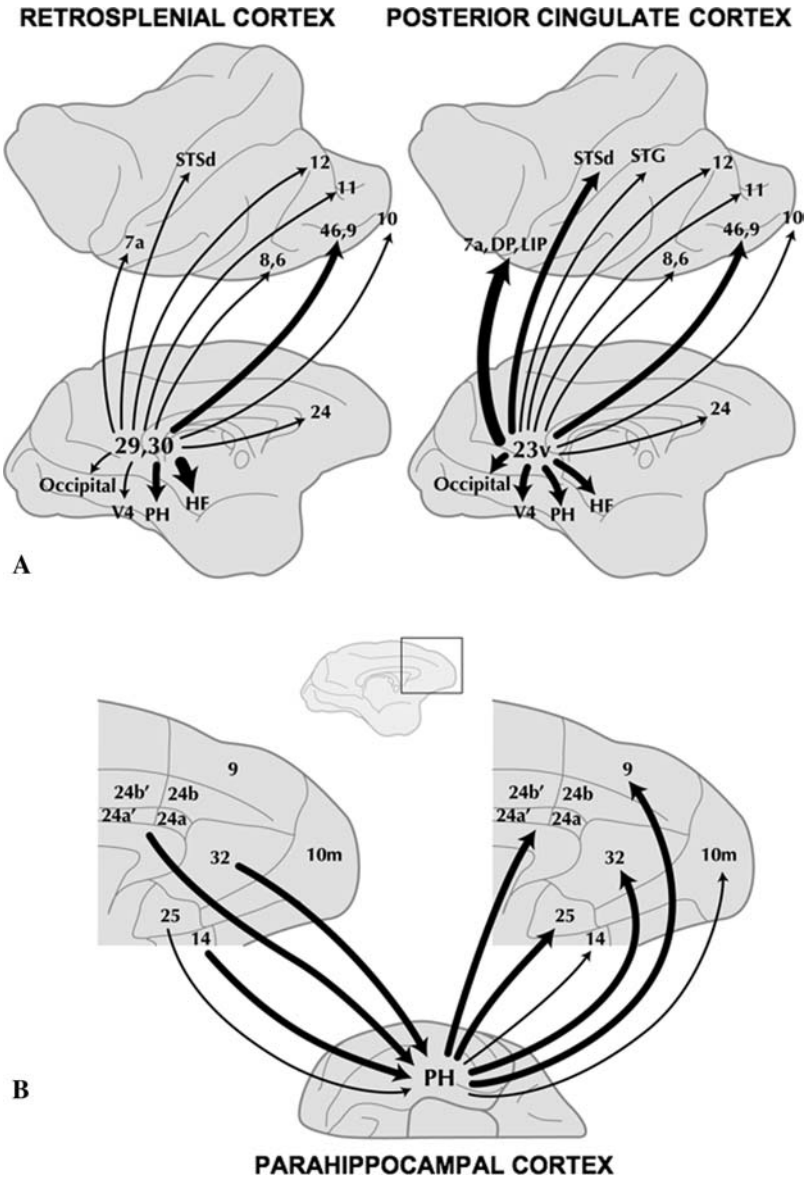 RETROSPLENIAL CORTEX
POSTERIOR CINGULATE CORTEX
STSd
12
11
10
7a
46,9
8,6
24
29,30
Occipital
V4
PH
HF
STSd
STG
12
11
10
7a, DP, LIP
46,9
8,6
24
23v
Occipital
V4
PH
HF
A
9
24b′
24b
24a′
24a
32
10m
25
14
9
24b′
24b
24a′
24a
32
10m
25
14
PH
B
PARAHIPPOCAMPAL CORTEX